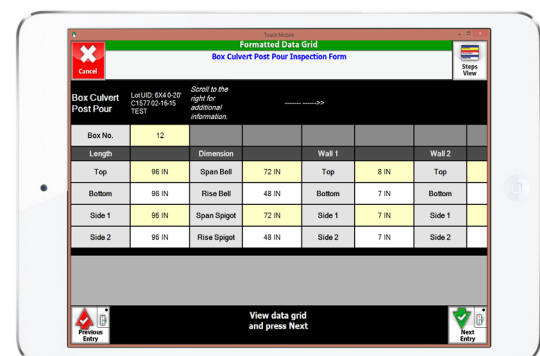 Touch Mobile
Formatted Data Grid
Box Culvert Post Pour Inspection Form
Cancel
Steps
View
Box Culvert
Post Pour
Lot UID: 6X4 0-20'
C1577 02-16-15
TEST
Scroll to the
right for
additional
information.
------- ------>>
Box No. 12
Length Dimension Wall 1 Wall 2
Top 96 IN Span Bell 72 IN Top 8 IN Top
Bottom 96 IN Rise Bell 48 IN Bottom 7 IN Bottom
Side 1 96 IN Span Spigot 72 IN Side 1 7 IN Side 1
Side 2 96 IN Rise Spigot 48 IN Side 2 7 IN Side 2
Previous
Entry
View data grid
and press Next
Next
Entry